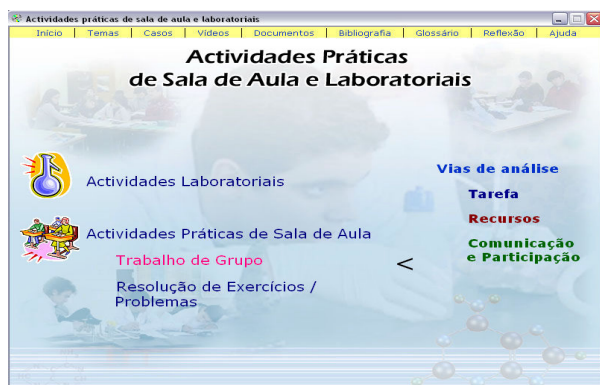 Actividades práticas de sala de aula e laboratoriais
Início | Temas | Casos | Vídeos | Documentos | Bibliografia | Glossário | Reflexão | Ajuda
Actividades Práticas
de Sala de Aula e Laboratoriais
Actividades Laboratoriais
Actividades Práticas de Sala de Aula
Trabalho de Grupo
Resolução de Exercícios /
Problemas
<
Vias de análise
Tarefa
Recursos
Comunicação
e Participação